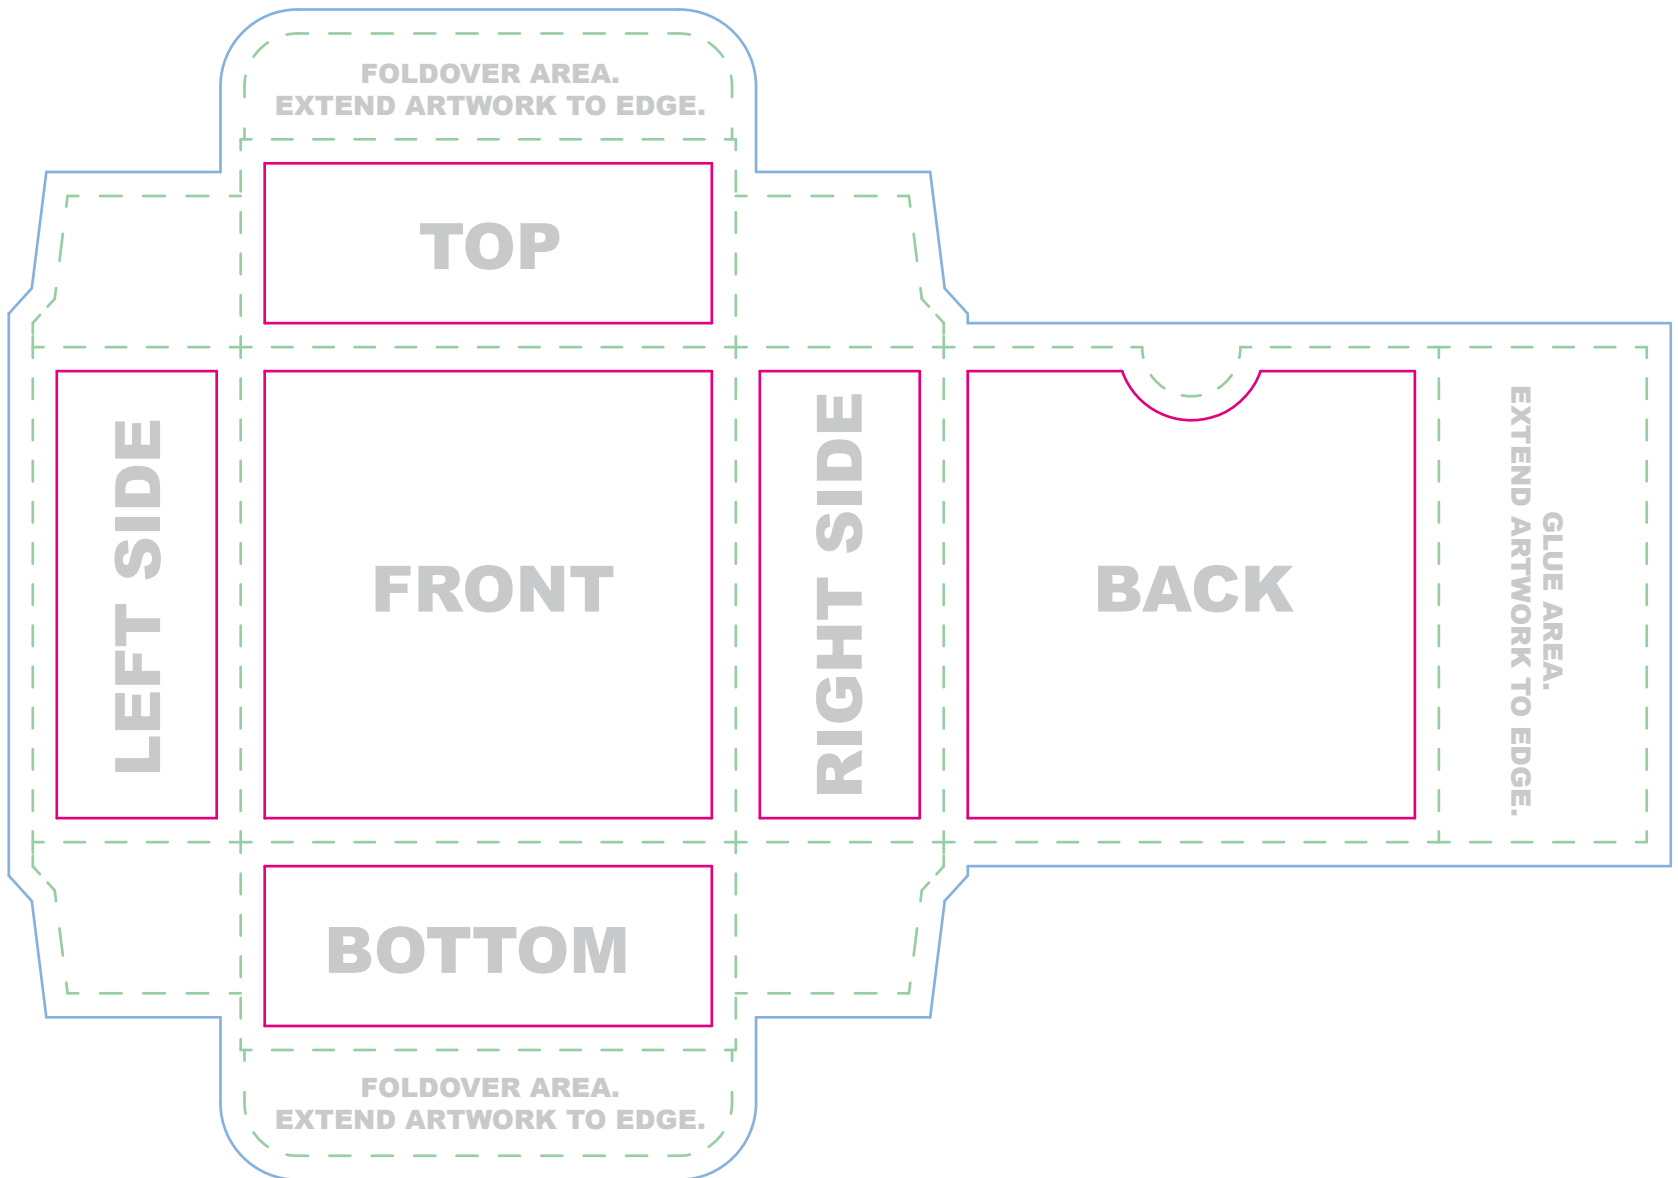 FOLDOVER AREA.
EXTEND ARTWORK TO EDGE.
TOP
LEFT SIDE
FRONT
RIGHT SIDE
BACK
GLUE AREA.
EXTEND ARTWORK TO EDGE.
BOTTOM
FOLDOVER AREA.
EXTEND ARTWORK TO EDGE.